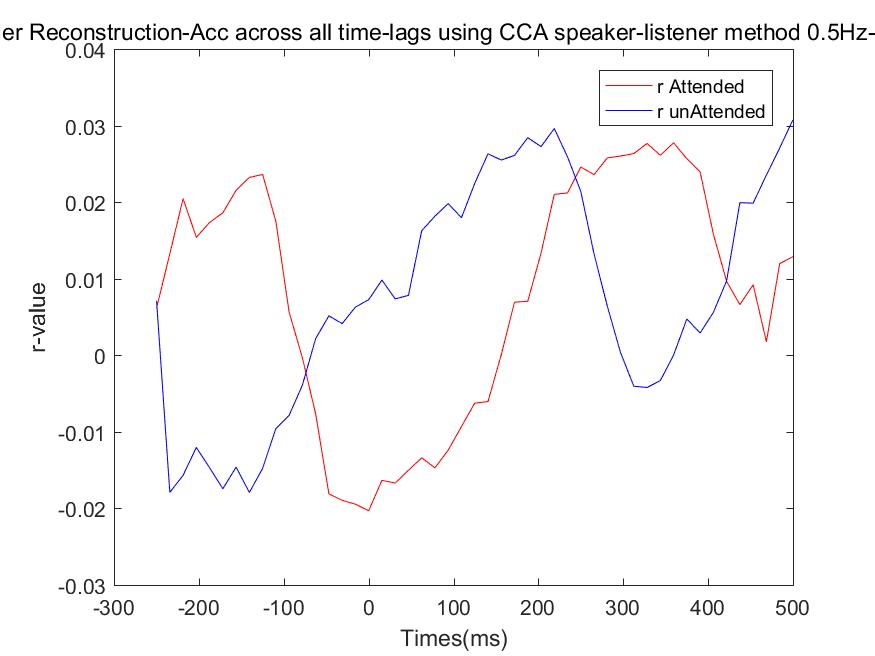 er Reconstruction-Acc across all time-lags using CCA speaker-listener method 0.5Hz-
0.04
0.03
0.02
0.01
0
-0.01
-0.02
-0.03
r-value
r Attended
r unAttended
-300 -200 -100 0 100 200 300 400 500
Times(ms)